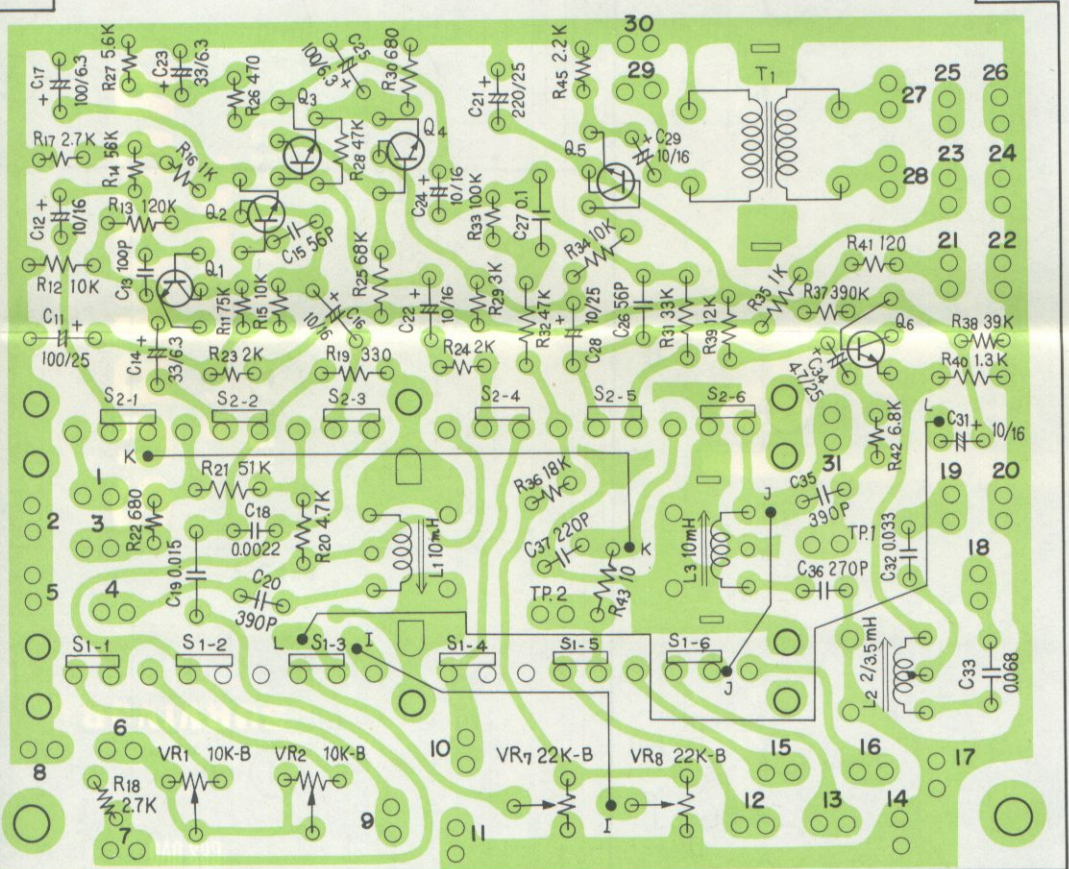 C17 100/6.3
R27 5.6K
C23 33/6.3
R26 470
Q3
C25 100/6.3
R30 680
C21 220/25
R45 2.2K
30
29
T1
27
25
26
R17 2.7K
R14 56K
R16 1K
R28 47K
Q4
Q5
C29 10/16
28
23
24
C12 10/16
R13 120K
Q2
C15 56P
C24 10/16
R33 100K
C27 0.1
R34 10K
R41 120
21
22
R12 10K
C13 100P
Q1
R11 75K
R15 10K
C16 10/16
R25 68K
C22 10/16
R29 3K
R32 47K
C28 10/25
C26 56P
R31 33K
R39 12K
R35 1K
R37 390K
Q6
R38 39K
C11 100/25
C14 33/6.3
R23 2K
R19 330
R24 2K
C34 4.7/25
R40 1.3K
S2-1
S2-2
S2-3
S2-4
S2-5
S2-6
R42 6.8K
L
C31 10/16
K
R21 51K
R36 18K
J
C35 390P
31
19
20
1
2
3
R22 680
C18 0.0022
R20 4.7K
L1 10mH
C37 220P
K
L3 10mH
TP.1
C32 0.033
18
5
4
C19 0.015
C20 390P
TP.2
R43 10
C36 270P
S1-1
S1-2
L
S1-3
I
S1-4
S1-5
S1-6
J
L2 2/3.5mH
C33 0.068
6
8
VR1 10K-B
VR2 10K-B
10
VR7 22K-B
VR8 22K-B
15
16
17
R18 2.7K
7
9
11
I
12
13
14